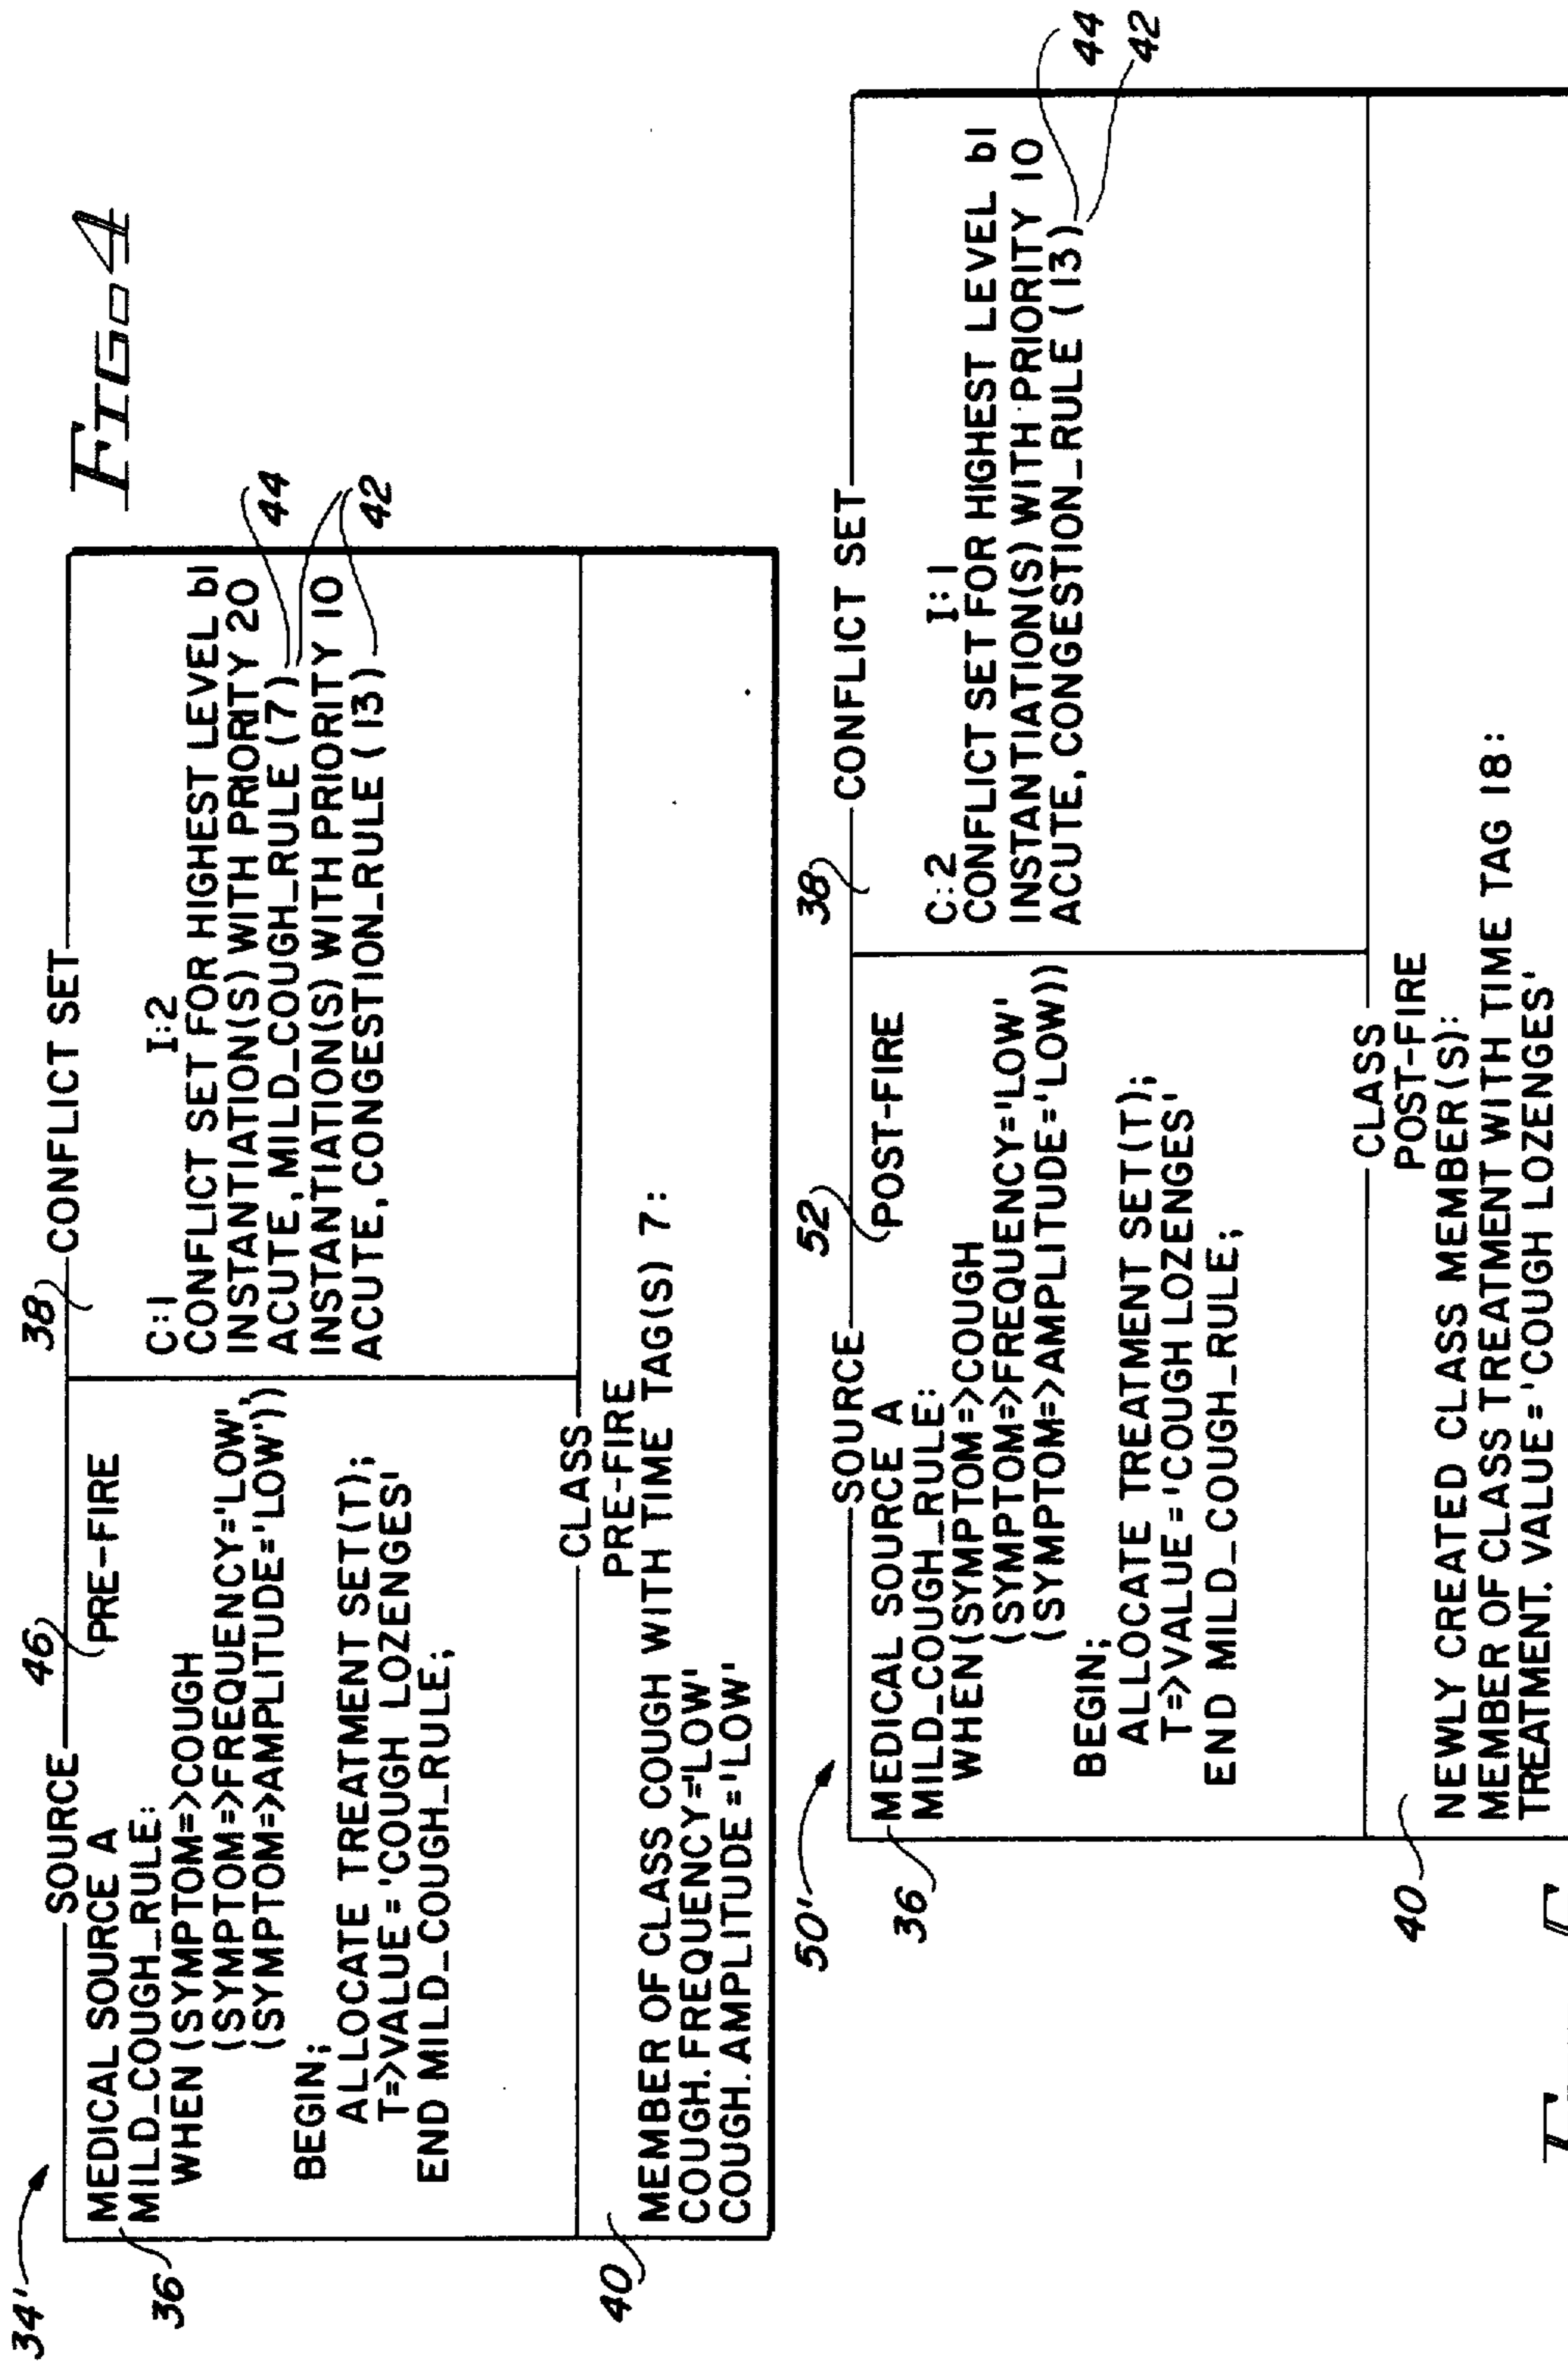 FIG. 4
34'
SOURCE
46
PRE-FIRE
36
MEDICAL SOURCE A
MILD_COUGH_RULE:
WHEN (SYMPTOM=>COUGH
(SYMPTOM=>FREQUENCY='LOW',
(SYMPTOM=>AMPLITUDE='LOW'))
BEGIN;
ALLOCATE TREATMENT SET(T);
T=>VALUE = 'COUGH LOZENGES'
END MILD_COUGH_RULE;
38
CONFLICT SET
C:1 I:2
CONFLICT SET FOR HIGHEST LEVEL b1
INSTANTIATION(S) WITH PRIORITY 20
ACUTE, MILD_COUGH_RULE (7)
INSTANTIATION(S) WITH PRIORITY 10
ACUTE, CONGESTION_RULE (13)
44
42
40
CLASS
PRE-FIRE
MEMBER OF CLASS COUGH WITH TIME TAG(S) 7:
COUGH.FREQUENCY='LOW'
COUGH.AMPLITUDE='LOW'
50'
SOURCE
52
POST-FIRE
36
MEDICAL SOURCE A
MILD_COUGH_RULE:
WHEN (SYMPTOM=>COUGH
(SYMPTOM=>FREQUENCY='LOW'
(SYMPTOM=>AMPLITUDE='LOW))
BEGIN;
ALLOCATE TREATMENT SET(T);
T=>VALUE = 'COUGH LOZENGES'
END MILD_COUGH_RULE;
38
CONFLICT SET
C:2 I:1
CONFLICT SET FOR HIGHEST LEVEL b1
INSTANTIATION(S) WITH PRIORITY 10
ACUTE, CONGESTION_RULE (13)
44
42
40
CLASS
POST-FIRE
NEWLY CREATED CLASS MEMBER(S):
MEMBER OF CLASS TREATMENT WITH TIME TAG 18:
TREATMENT. VALUE = 'COUGH LOZENGES'